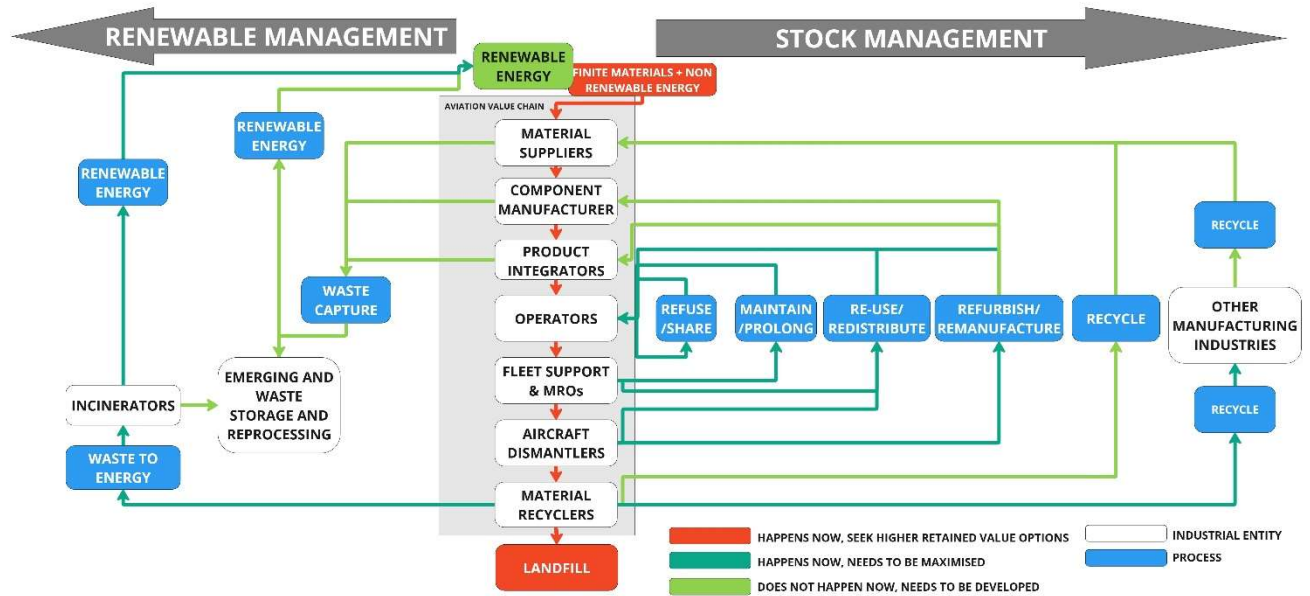 RENEWABLE MANAGEMENT
STOCK MANAGEMENT
RENEWABLE
ENERGY
FINITE MATERIALS + NON
RENEWABLE ENERGY
AVIATION VALUE CHAIN
MATERIAL
SUPPLIERS
RENEWABLE
ENERGY
RENEWABLE
ENERGY
COMPONENT
MANUFACTURER
RECYCLE
PRODUCT
INTEGRATORS
WASTE
CAPTURE
OPERATORS
REFUSE
/SHARE
MAINTAIN
/PROLONG
RE-USE/
REDISTRIBUTE
REFURBISH/
REMANUFACTURE
RECYCLE
OTHER
MANUFACTURING
INDUSTRIES
FLEET SUPPORT
& MROs
INCINERATORS
EMERGING AND
WASTE
STORAGE AND
REPROCESSING
RECYCLE
AIRCRAFT
DISMANTLERS
WASTE TO
ENERGY
MATERIAL
RECYCLERS
LANDFILL
HAPPENS NOW, SEEK HIGHER RETAINED VALUE OPTIONS
HAPPENS NOW, NEEDS TO BE MAXIMISED
DOES NOT HAPPEN NOW, NEEDS TO BE DEVELOPED
INDUSTRIAL ENTITY
PROCESS